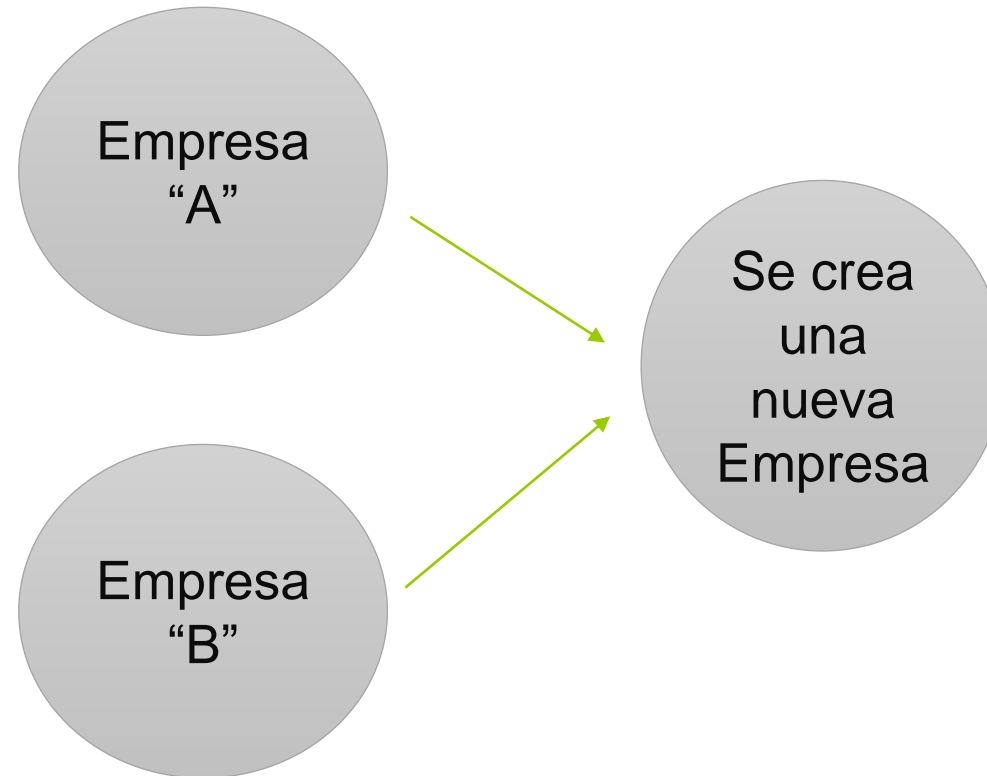 Empresa
“A”
Se crea
una
nueva
Empresa
Empresa
“B”